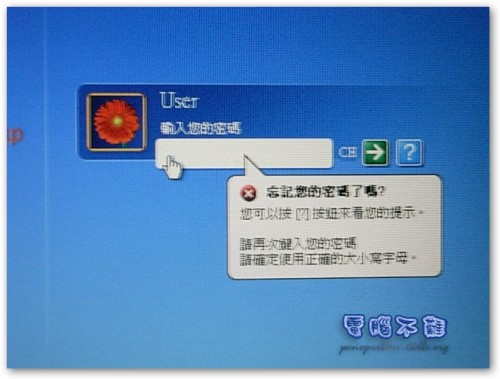 User
輸入您的密碼
CH
?
忘記您的密碼了嗎?
您可以按 [?] 按鈕來看您的提示。
請再次鍵入您的密碼
請確定使用正確的大小寫字母。
電腦不難